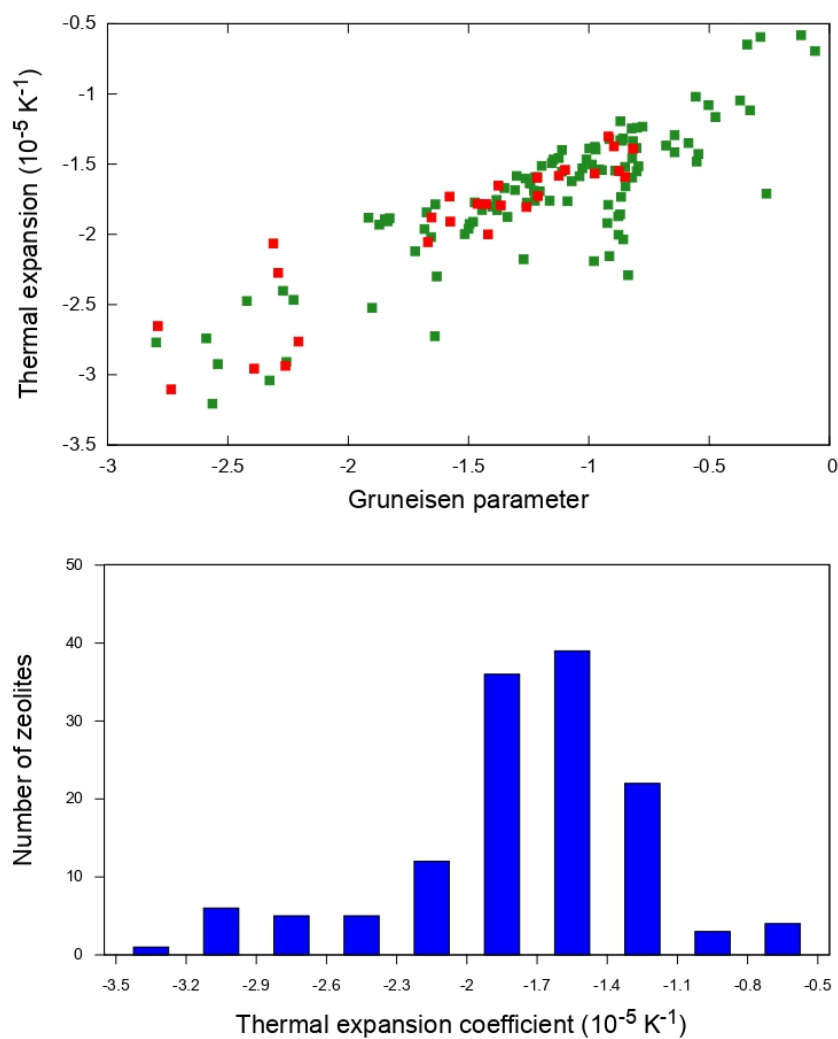 Thermal expansion (10⁻⁵ K⁻¹)
-0.5
-1
-1.5
-2
-2.5
-3
-3.5
-3 -2.5 -2 -1.5 -1 -0.5 0
Gruneisen parameter
Number of zeolites
50
40
30
20
10
0
-3.5 -3.2 -2.9 -2.6 -2.3 -2 -1.7 -1.4 -1.1 -0.8 -0.5
Thermal expansion coefficient (10⁻⁵ K⁻¹)